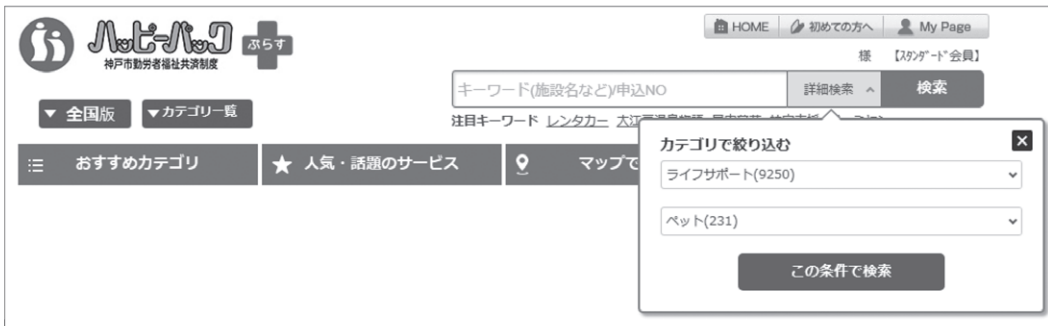 HOME 初めての方へ My Page
ハッピーパック ぷらす
神戸市勤労者福祉共済制度
様 【スタンダード会員】
キーワード(施設名など)/申込NO 詳細検索 検索
▼ 全国版 ▼カテゴリ一覧
注目キーワード レンタカー
おすすめカテゴリ ★ 人気・話題のサービス マップで
カテゴリで絞り込む
ライフサポート(9250)
ペット(231)
この条件で検索